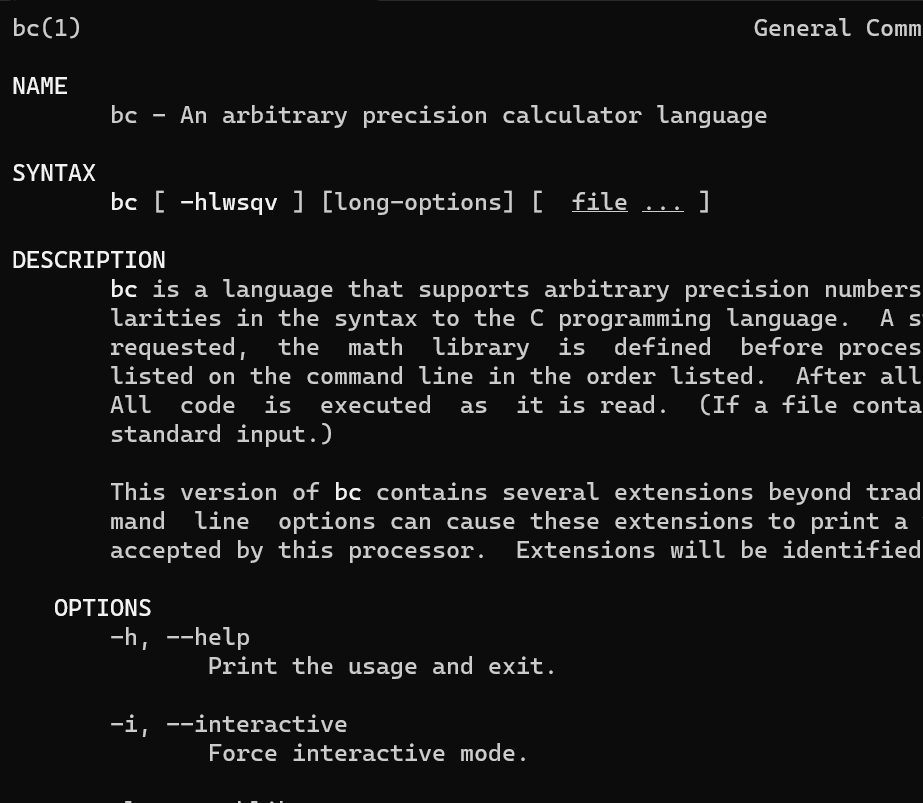 bc(1) General Comm
NAME
bc - An arbitrary precision calculator language
SYNTAX
bc [ -hlwsqv ] [long-options] [  file ... ]
DESCRIPTION
bc is a language that supports arbitrary precision numbers
larities in the syntax to the C programming language.  A s
requested,  the  math  library  is  defined  before proces
listed on the command line in the order listed.  After all
All  code  is  executed  as  it is read.  (If a file conta
standard input.)
This version of bc contains several extensions beyond trad
mand  line  options can cause these extensions to print a
accepted by this processor.  Extensions will be identified
OPTIONS
-h, --help
Print the usage and exit.
-i, --interactive
Force interactive mode.